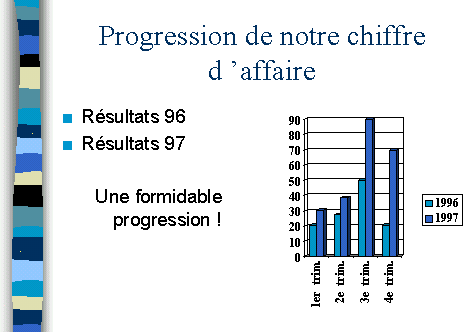 Progression de notre chiffre
d ’affaire
Résultats 96
Résultats 97
Une formidable
progression !
90
80
70
60
50
40
30
20
10
0
1er trim.
2e trim.
3e trim.
4e trim.
1996
1997